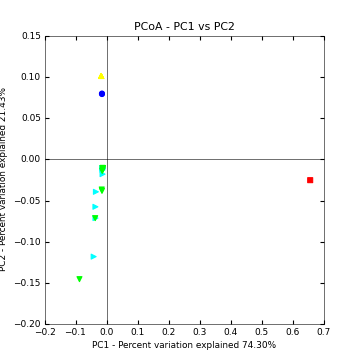 PCoA - PC1 vs PC2
0.15
0.10
0.05
0.00
−0.05
−0.10
−0.15
−0.20
PC2 - Percent variation explained 21.43%
−0.2 −0.1 0.0 0.1 0.2 0.3 0.4 0.5 0.6 0.7
PC1 - Percent variation explained 74.30%